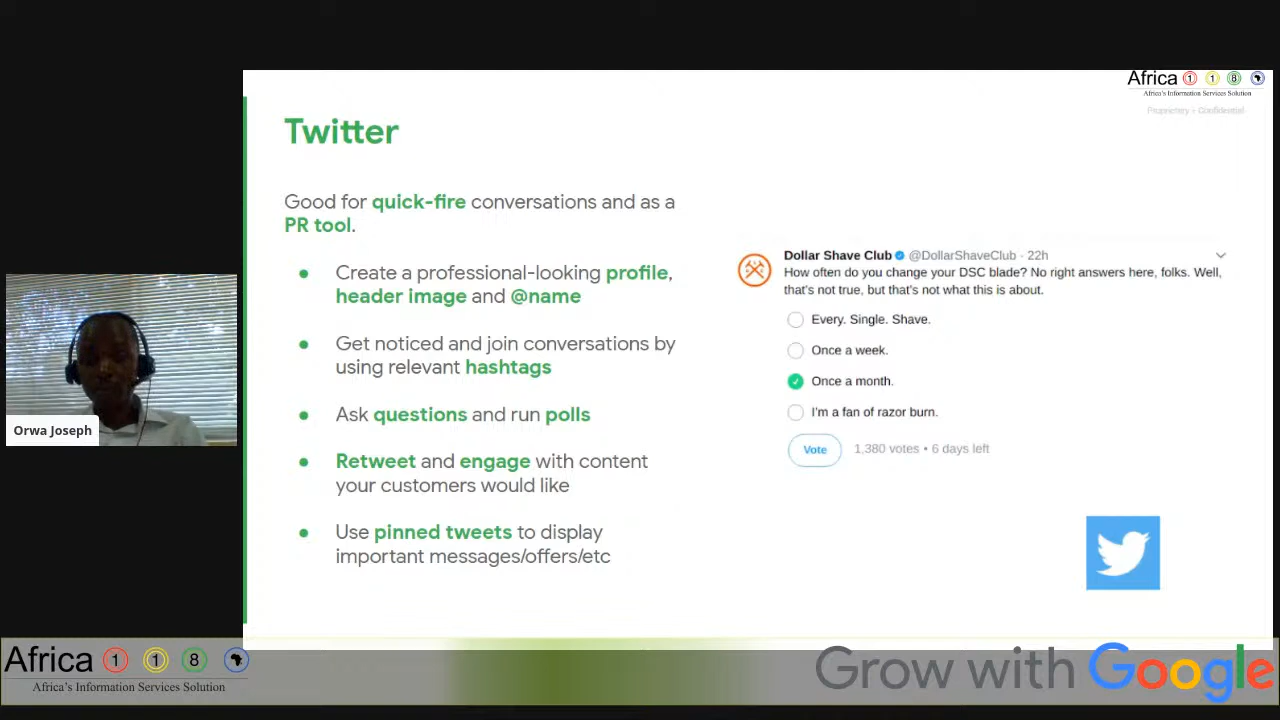 Africa 1 1 8
Africa's Information Services Solution
Proprietary + Confidential
Twitter
Good for quick-fire conversations and as a
PR tool.
● Create a professional-looking profile,
header image and @name
● Get noticed and join conversations by
using relevant hashtags
● Ask questions and run polls
● Retweet and engage with content
your customers would like
● Use pinned tweets to display
important messages/offers/etc
Dollar Shave Club @DollarShaveClub · 22h
How often do you change your DSC blade? No right answers here, folks. Well,
that's not true, but that's not what this is about.
Every. Single. Shave.
Once a week.
Once a month.
I'm a fan of razor burn.
Vote 1,380 votes • 6 days left
Orwa Joseph
Africa 1 1 8
Africa's Information Services Solution
Grow with Google